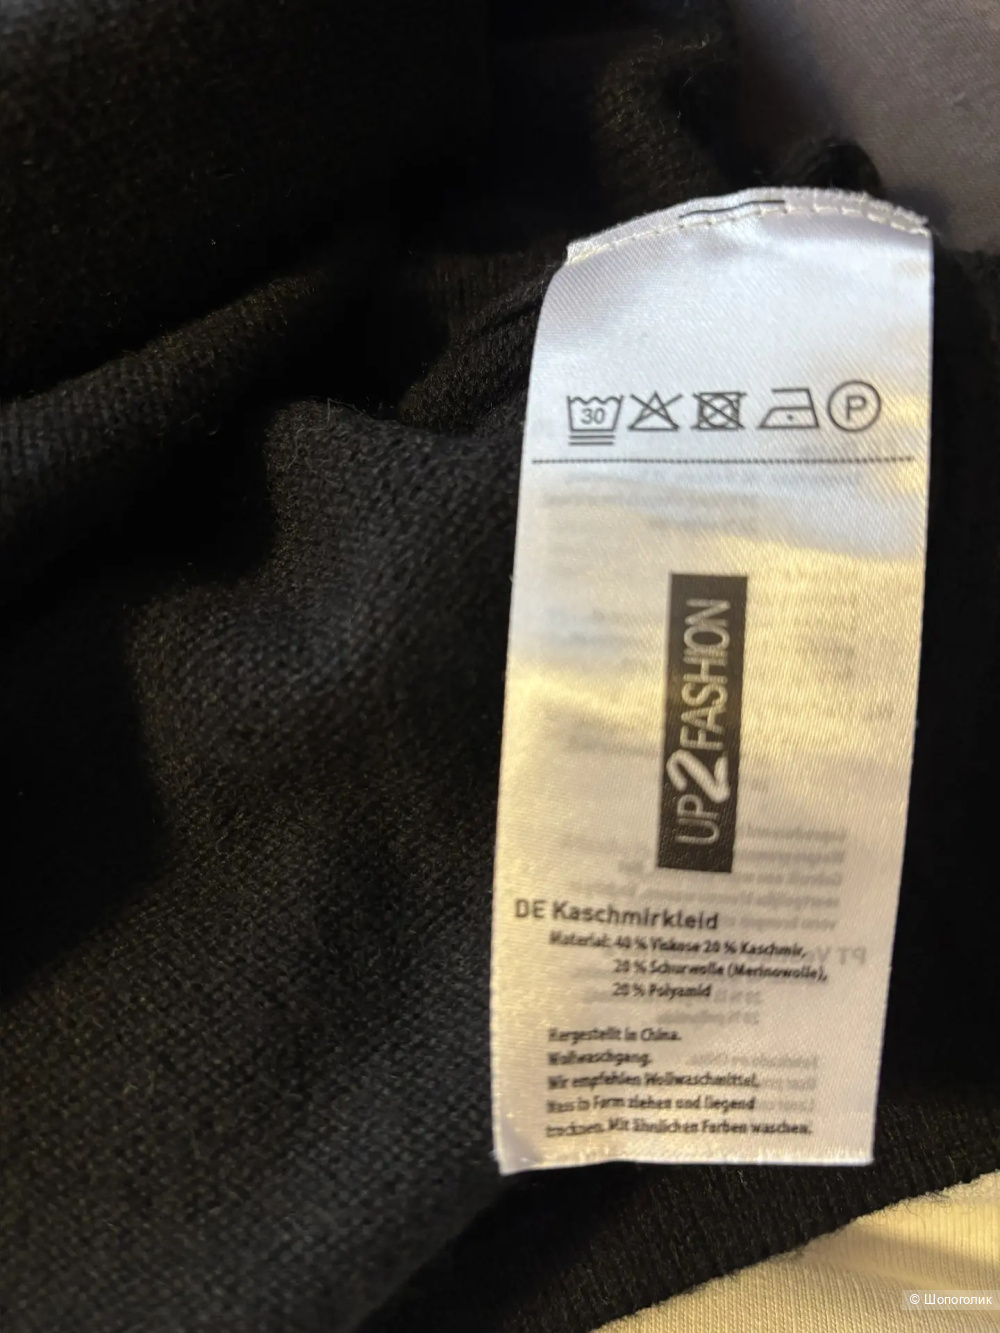 30
P
UP2FASHION
DE Kaschmirkleid
Material: 40 % Viskose 20 % Kaschmir,
20 % Schurwolle (Merinowolle),
20 % Polyamid
Hergestellt in China.
Wollwaschgang.
Wir empfehlen Wollwaschmittel,
Nass in Form ziehen und liegend
trocknen. Mit ähnlichen Farben waschen.
© Шопоголик